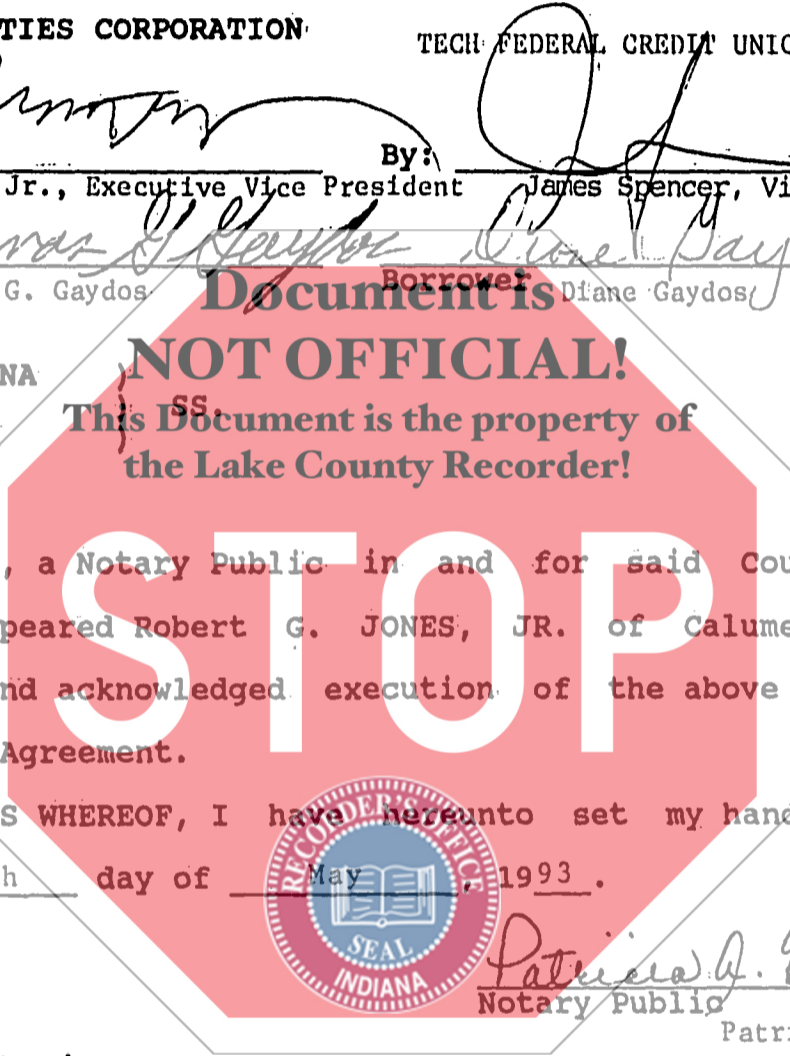 TIES CORPORATION
TECH FEDERAL CREDIT UNIO
By:
Jr., Executive Vice President James Spencer, Vi
G. Gaydos Borrower Diane Gaydos
Document is
NOT OFFICIAL!
NA
SS.
This Document is the property of
the Lake County Recorder!
STOP
, a Notary Public in and for said Cou
peared Robert G. JONES, JR. of Calume
nd acknowledged execution of the above
Agreement.
S WHEREOF, I have hereunto set my hand
h day of May, 1993.
RECORDER'S OFFICE
SEAL
INDIANA
Patricia A.
Notary Public
Patri